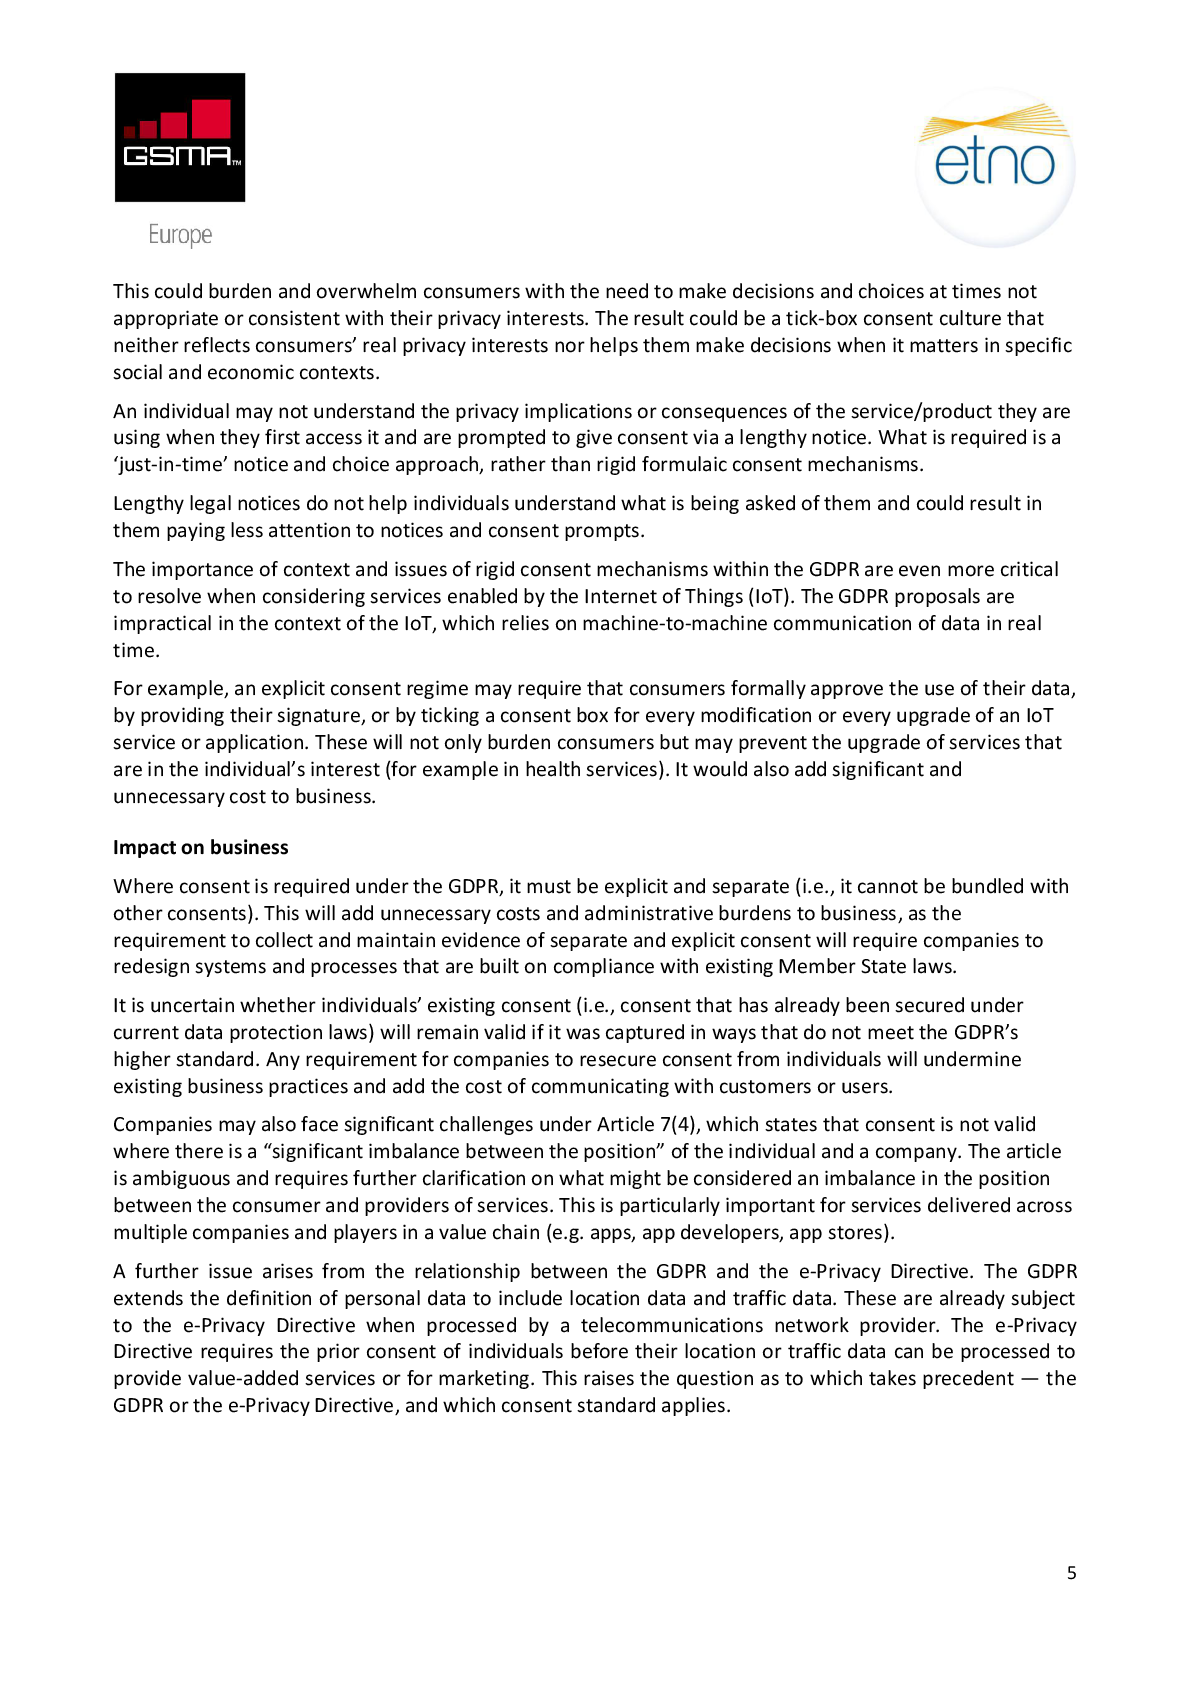 GSMA™
Europe
etno
This could burden and overwhelm consumers with the need to make decisions and choices at times not
appropriate or consistent with their privacy interests. The result could be a tick-box consent culture that
neither reflects consumers’ real privacy interests nor helps them make decisions when it matters in specific
social and economic contexts.
An individual may not understand the privacy implications or consequences of the service/product they are
using when they first access it and are prompted to give consent via a lengthy notice. What is required is a
‘just-in-time’ notice and choice approach, rather than rigid formulaic consent mechanisms.
Lengthy legal notices do not help individuals understand what is being asked of them and could result in
them paying less attention to notices and consent prompts.
The importance of context and issues of rigid consent mechanisms within the GDPR are even more critical
to resolve when considering services enabled by the Internet of Things (IoT). The GDPR proposals are
impractical in the context of the IoT, which relies on machine-to-machine communication of data in real
time.
For example, an explicit consent regime may require that consumers formally approve the use of their data,
by providing their signature, or by ticking a consent box for every modification or every upgrade of an IoT
service or application. These will not only burden consumers but may prevent the upgrade of services that
are in the individual’s interest (for example in health services). It would also add significant and
unnecessary cost to business.
Impact on business
Where consent is required under the GDPR, it must be explicit and separate (i.e., it cannot be bundled with
other consents). This will add unnecessary costs and administrative burdens to business, as the
requirement to collect and maintain evidence of separate and explicit consent will require companies to
redesign systems and processes that are built on compliance with existing Member State laws.
It is uncertain whether individuals’ existing consent (i.e., consent that has already been secured under
current data protection laws) will remain valid if it was captured in ways that do not meet the GDPR’s
higher standard. Any requirement for companies to resecure consent from individuals will undermine
existing business practices and add the cost of communicating with customers or users.
Companies may also face significant challenges under Article 7(4), which states that consent is not valid
where there is a “significant imbalance between the position” of the individual and a company. The article
is ambiguous and requires further clarification on what might be considered an imbalance in the position
between the consumer and providers of services. This is particularly important for services delivered across
multiple companies and players in a value chain (e.g. apps, app developers, app stores).
A further issue arises from the relationship between the GDPR and the e-Privacy Directive. The GDPR
extends the definition of personal data to include location data and traffic data. These are already subject
to the e-Privacy Directive when processed by a telecommunications network provider. The e-Privacy
Directive requires the prior consent of individuals before their location or traffic data can be processed to
provide value-added services or for marketing. This raises the question as to which takes precedent — the
GDPR or the e-Privacy Directive, and which consent standard applies.
5